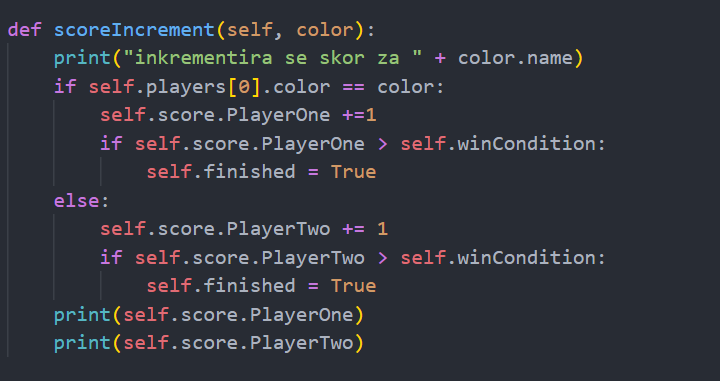 def scoreIncrement(self, color):
    print("inkrementira se skor za " + color.name)
    if self.players[0].color == color:
        self.score.PlayerOne +=1
        if self.score.PlayerOne > self.winCondition:
            self.finished = True
    else:
        self.score.PlayerTwo += 1
        if self.score.PlayerTwo > self.winCondition:
            self.finished = True
    print(self.score.PlayerOne)
    print(self.score.PlayerTwo)